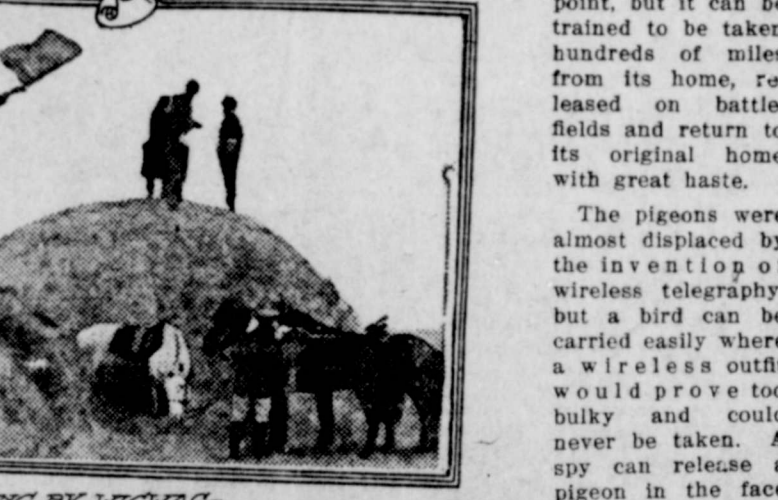 point, but it can be
trained to be taken
hundreds of miles
from its home, re-
leased on battle-
fields and return to
its original home
with great haste.
The pigeons were
almost displaced by
the invention of
wireless telegraphy,
but a bird can be
carried easily where
a wireless outfit
would prove too
bulky and could
never be taken. A
spy can release a
pigeon in the face
BY